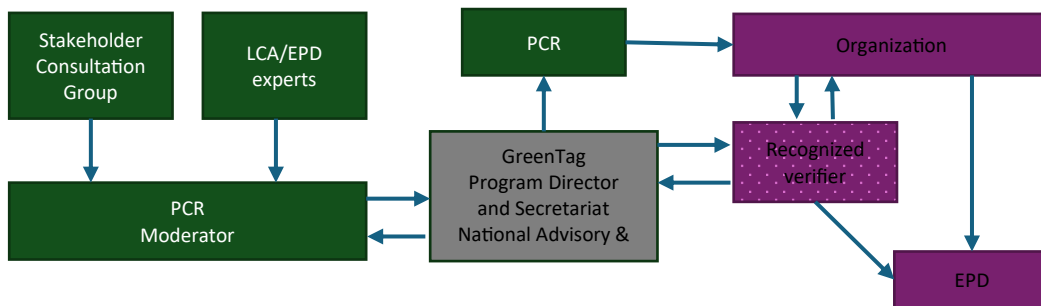 Stakeholder
Consultation
Group
LCA/EPD
experts
PCR
Organization
GreenTag
Program Director
and Secretariat
National Advisory &
Recognized
verifier
PCR
Moderator
EPD